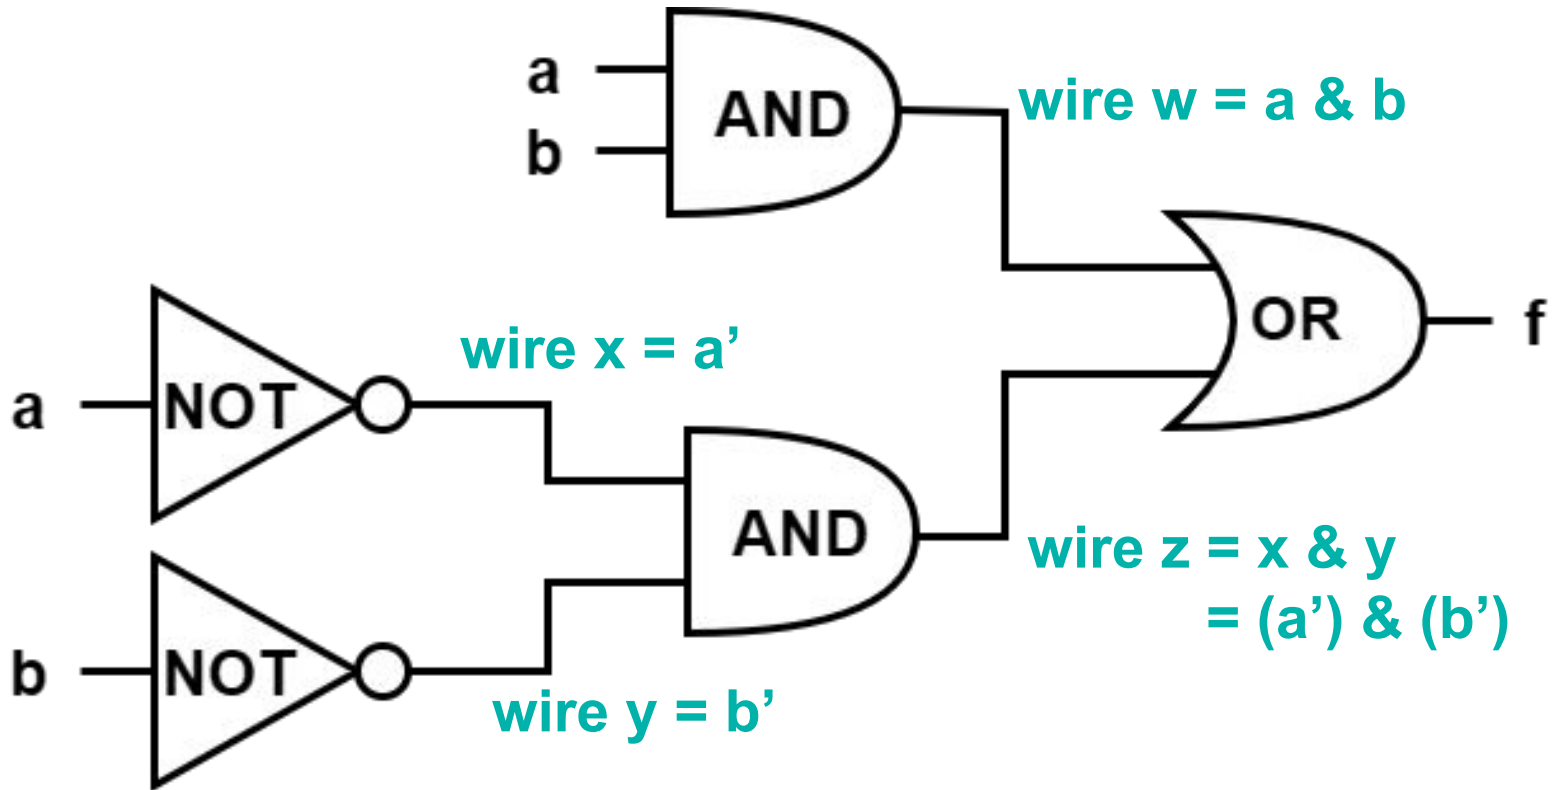 a
b
AND
wire w = a & b
OR
f
a
NOT
wire x = a’
AND
wire z = x & y
= (a’) & (b’)
b
NOT
wire y = b’